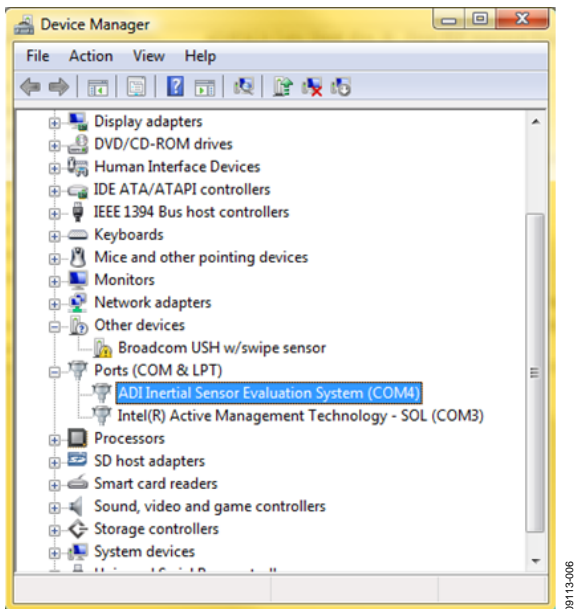 Device Manager
File Action View Help
Display adapters
DVD/CD-ROM drives
Human Interface Devices
IDE ATA/ATAPI controllers
IEEE 1394 Bus host controllers
Keyboards
Mice and other pointing devices
Monitors
Network adapters
Other devices
Broadcom USH w/swipe sensor
Ports (COM & LPT)
ADI Inertial Sensor Evaluation System (COM4)
Intel(R) Active Management Technology - SOL (COM3)
Processors
SD host adapters
Smart card readers
Sound, video and game controllers
Storage controllers
System devices
09113-006